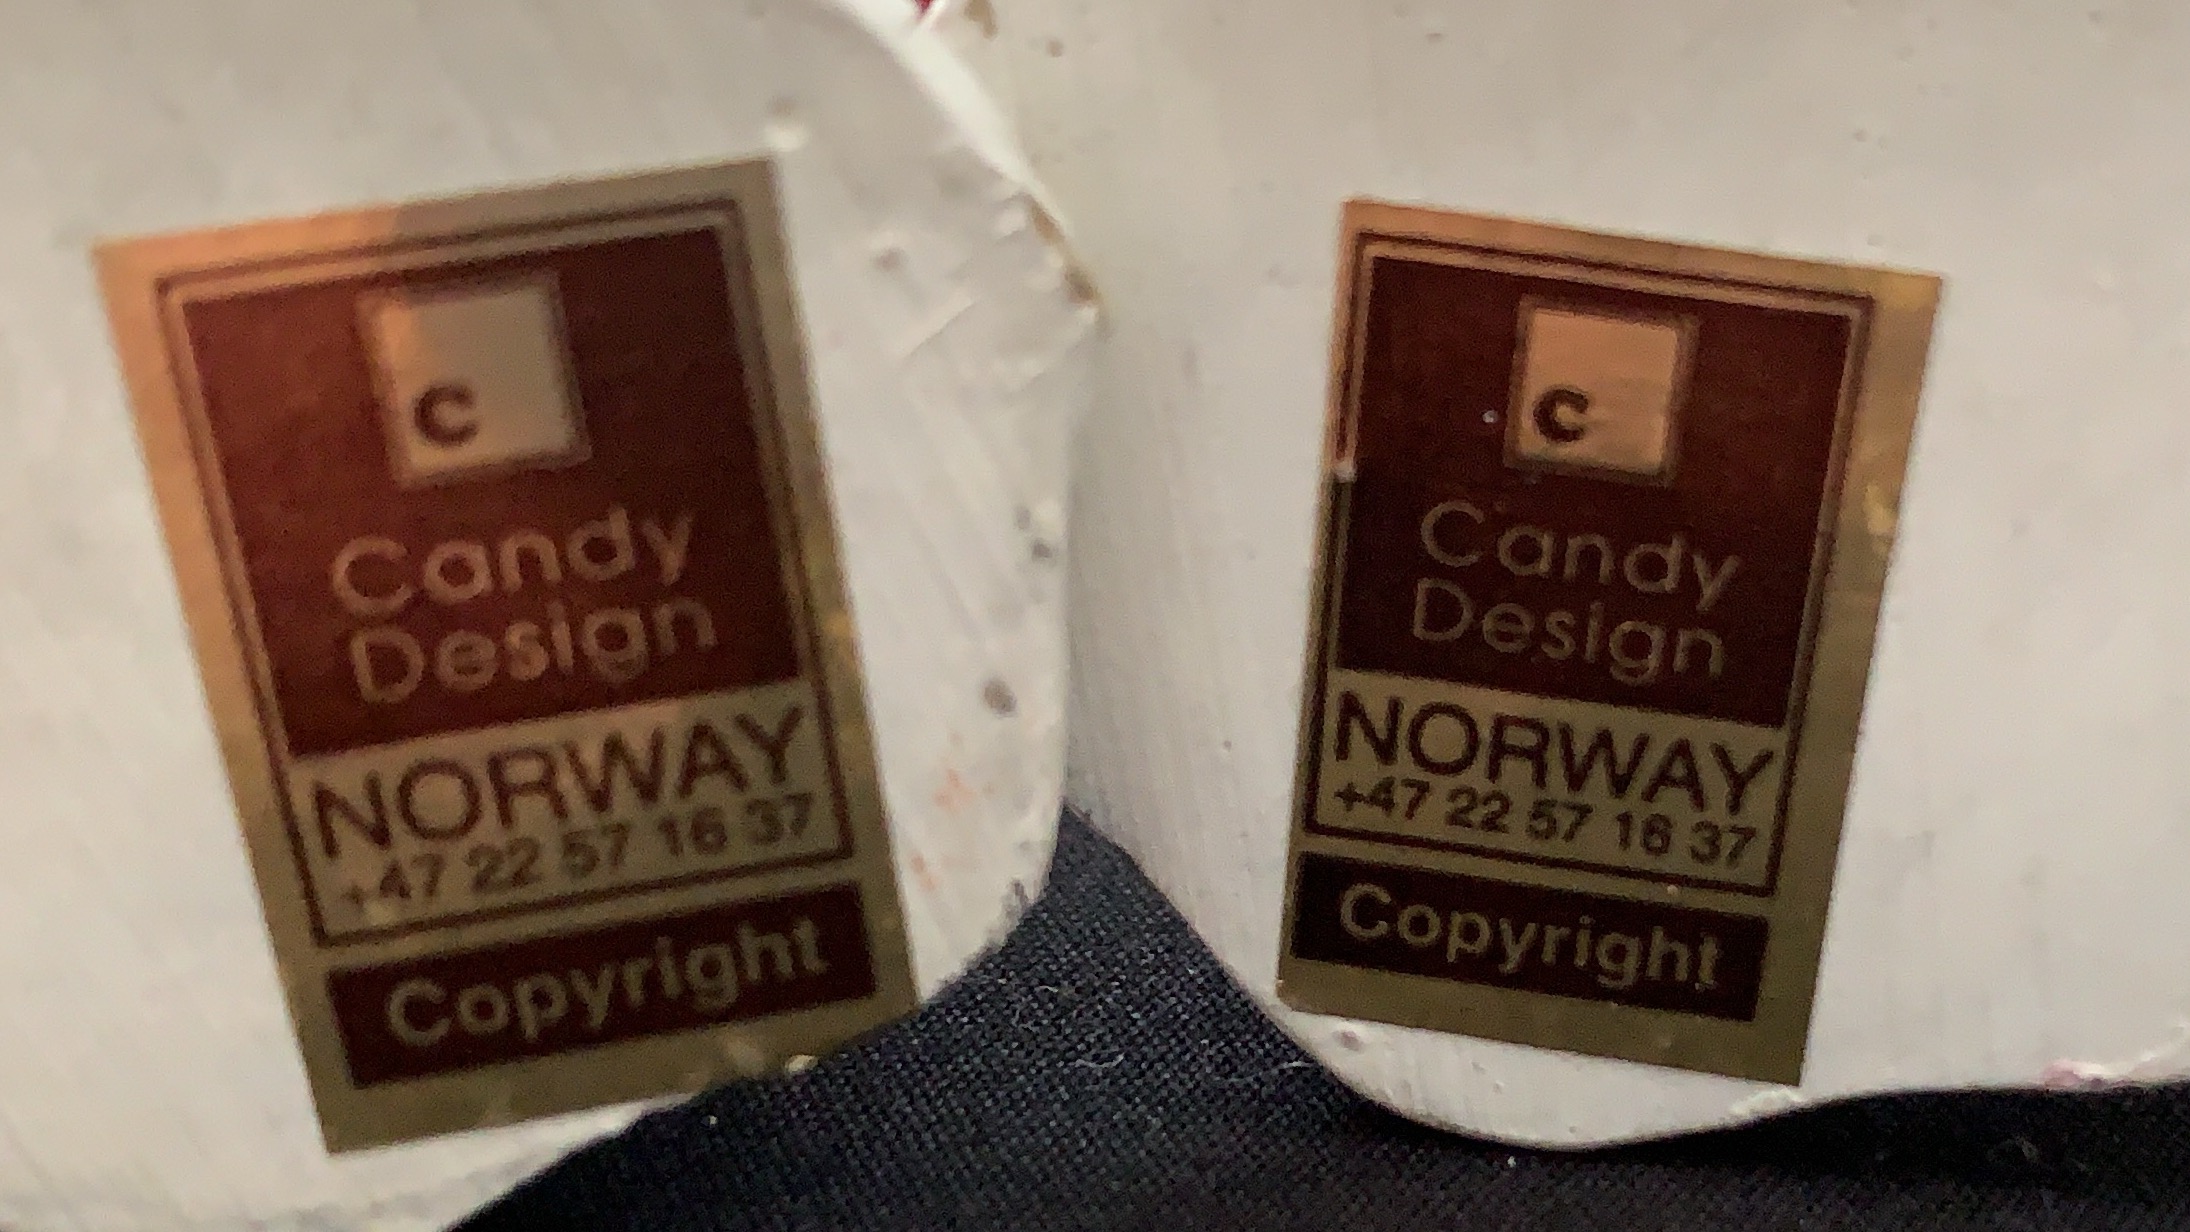 C
Candy
Design
NORWAY
+47 22 57 16 37
Copyright
C
Candy
Design
NORWAY
+47 22 57 16 37
Copyright